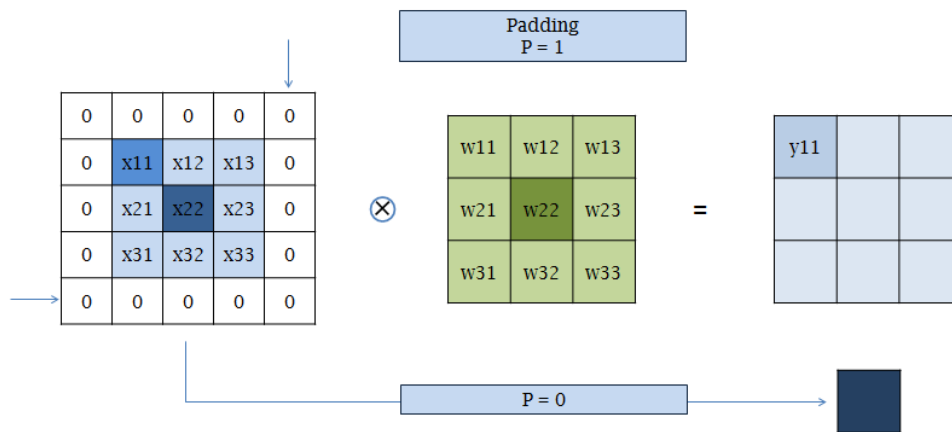 Padding
P = 1
0 0 0 0 0
0 x11 x12 x13 0
0 x21 x22 x23 0
0 x31 x32 x33 0
0 0 0 0 0
w11 w12 w13
w21 w22 w23
w31 w32 w33
=
y11
P = 0